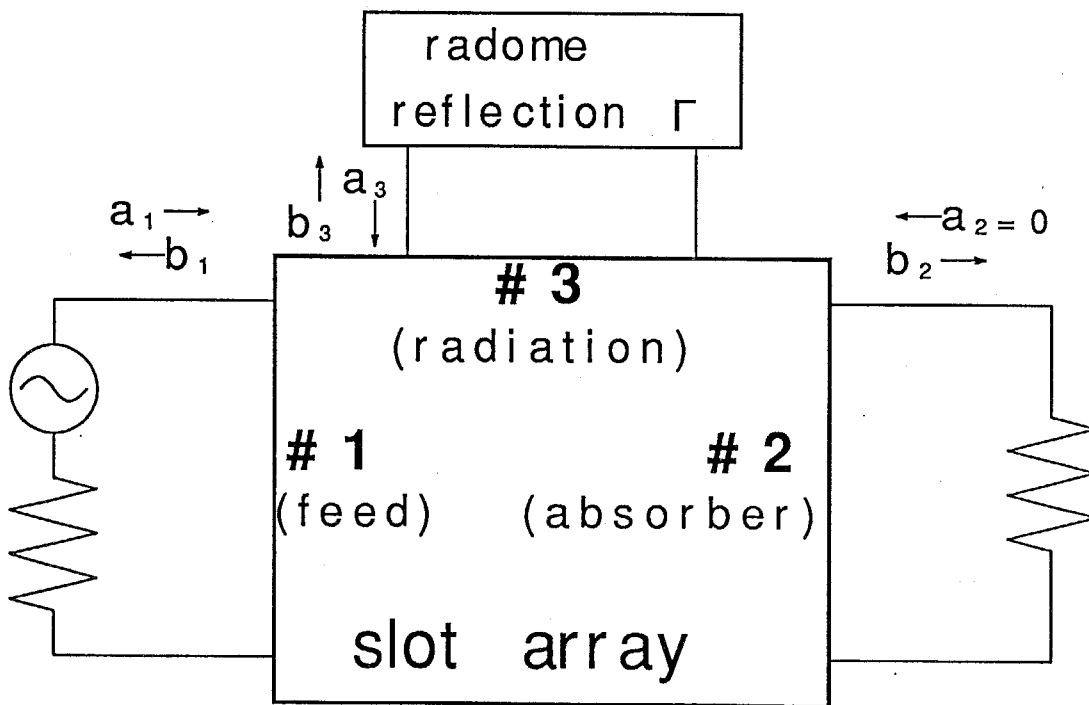 radome
reflection Γ
a₃
b₃
a₁
b₁
a₂ = 0
b₂
# 3
(radiation)
# 1
# 2
(feed)
(absorber)
slot array